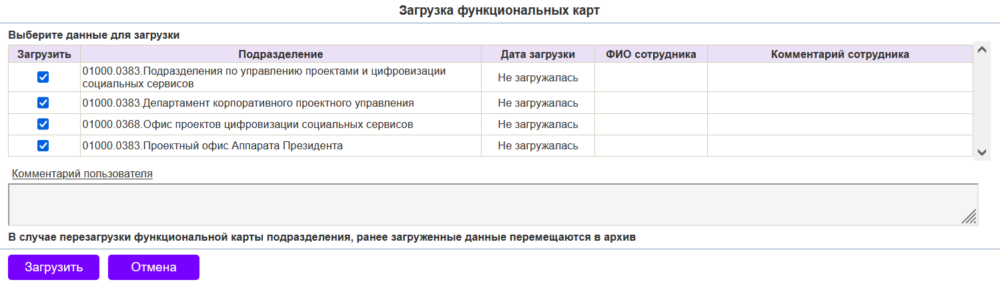 Загрузка функциональных карт
Выберите данные для загрузки
Загрузить Подразделение Дата загрузки ФИО сотрудника Комментарий сотрудника
01000.0383.Подразделения по управлению проектами и цифровизации
социальных сервисов Не загружалась
01000.0383.Департамент корпоративного проектного управления Не загружалась
01000.0368.Офис проектов цифровизации социальных сервисов Не загружалась
01000.0383.Проектный офис Аппарата Президента Не загружалась
Комментарий пользователя
В случае перезагрузки функциональной карты подразделения, ранее загруженные данные перемещаются в архив
Загрузить Отмена